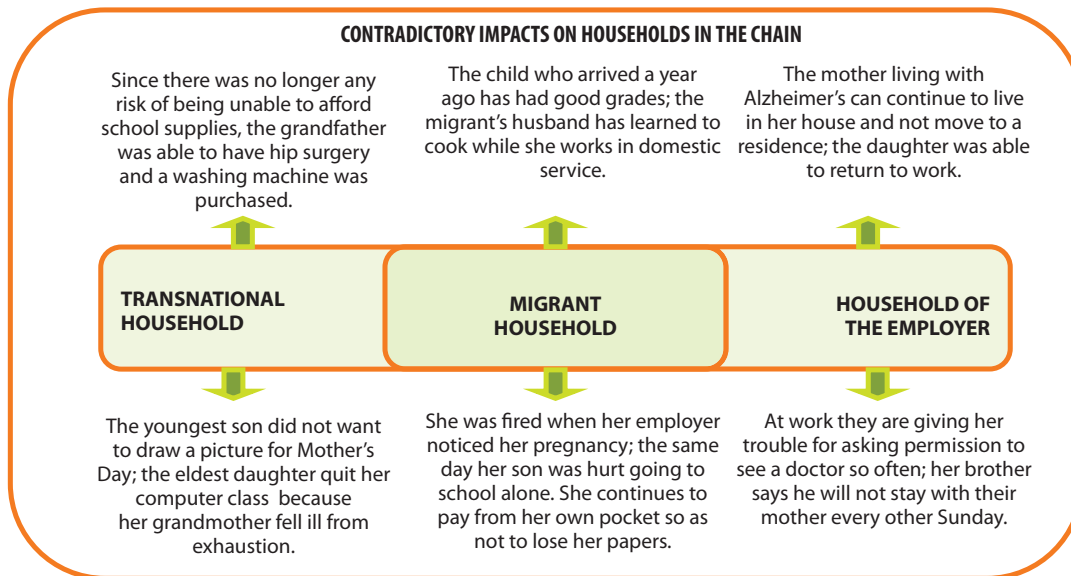 CONTRADICTORY IMPACTS ON HOUSEHOLDS IN THE CHAIN
Since there was no longer any
risk of being unable to afford
school supplies, the grandfather
was able to have hip surgery
and a washing machine was
purchased.
The child who arrived a year
ago has had good grades; the
migrant's husband has learned to
cook while she works in domestic
service.
The mother living with
Alzheimer's can continue to live
in her house and not move to a
residence; the daughter was able
to return to work.
TRANSNATIONAL
HOUSEHOLD
MIGRANT
HOUSEHOLD
HOUSEHOLD OF
THE EMPLOYER
The youngest son did not want
to draw a picture for Mother's
Day; the eldest daughter quit her
computer class because
her grandmother fell ill from
exhaustion.
She was fired when her employer
noticed her pregnancy; the same
day her son was hurt going to
school alone. She continues to
pay from her own pocket so as
not to lose her papers.
At work they are giving her
trouble for asking permission to
see a doctor so often; her brother
says he will not stay with their
mother every other Sunday.